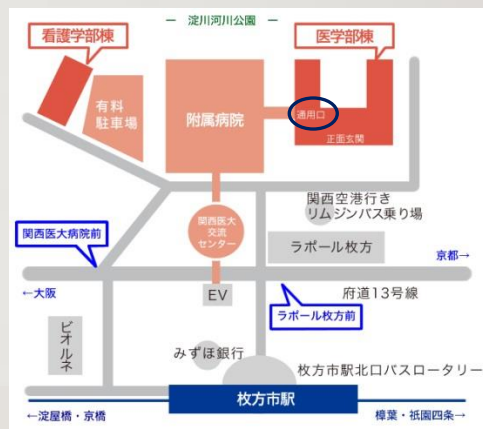 — 淀川河川公園 —
看護学部棟
医学部棟
有料
駐車場
附属病院
通用口
正面玄関
関西空港行き
リムジンバス乗り場
関西医大
交流
センター
関西医大病院前
ラポール枚方
京都→
←大阪
EV
府道13号線
ラポール枚方前
ビオルネ
みずほ銀行
枚方市駅北口バスロータリー
枚方市駅
←淀屋橋・京橋
樟葉・祇園四条→